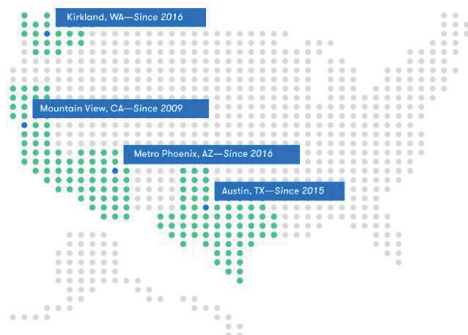 Kirkland, WA—Since 2016
Mountain View, CA—Since 2009
Metro Phoenix, AZ—Since 2016
Austin, TX—Since 2015